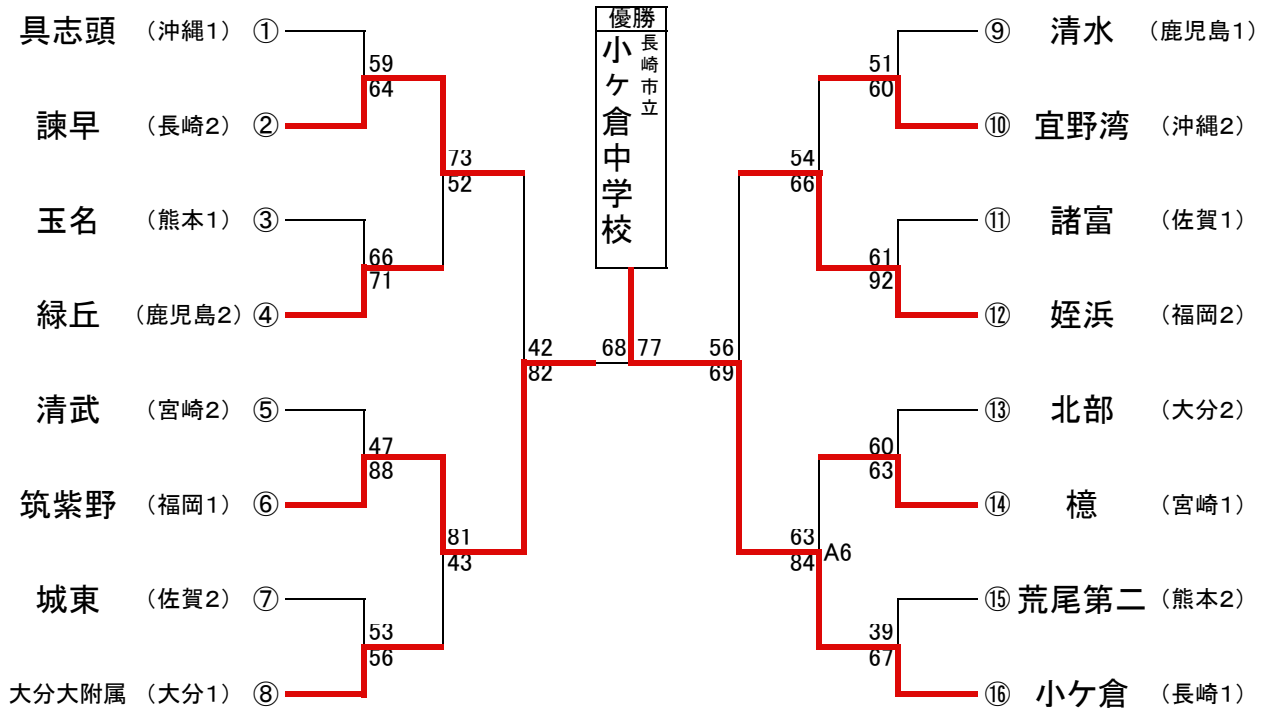 優勝
長崎市立
小ケ倉中学校
具志頭 （沖縄1） ①
59
64
諫早 （長崎2） ②
73
52
玉名 （熊本1） ③
66
71
緑丘 （鹿児島2） ④
42
82
清武 （宮崎2） ⑤
47
88
筑紫野 （福岡1） ⑥
81
43
城東 （佐賀2） ⑦
53
56
大分大附属 （大分1） ⑧
68 77
⑨ 清水 （鹿児島1）
51
60
⑩ 宜野湾 （沖縄2）
54
66
⑪ 諸富 （佐賀1）
61
92
⑫ 姪浜 （福岡2）
56
69
⑬ 北部 （大分2）
60
63
⑭ 檍 （宮崎1）
63
84
A6
⑮ 荒尾第二 （熊本2）
39
67
⑯ 小ケ倉 （長崎1）